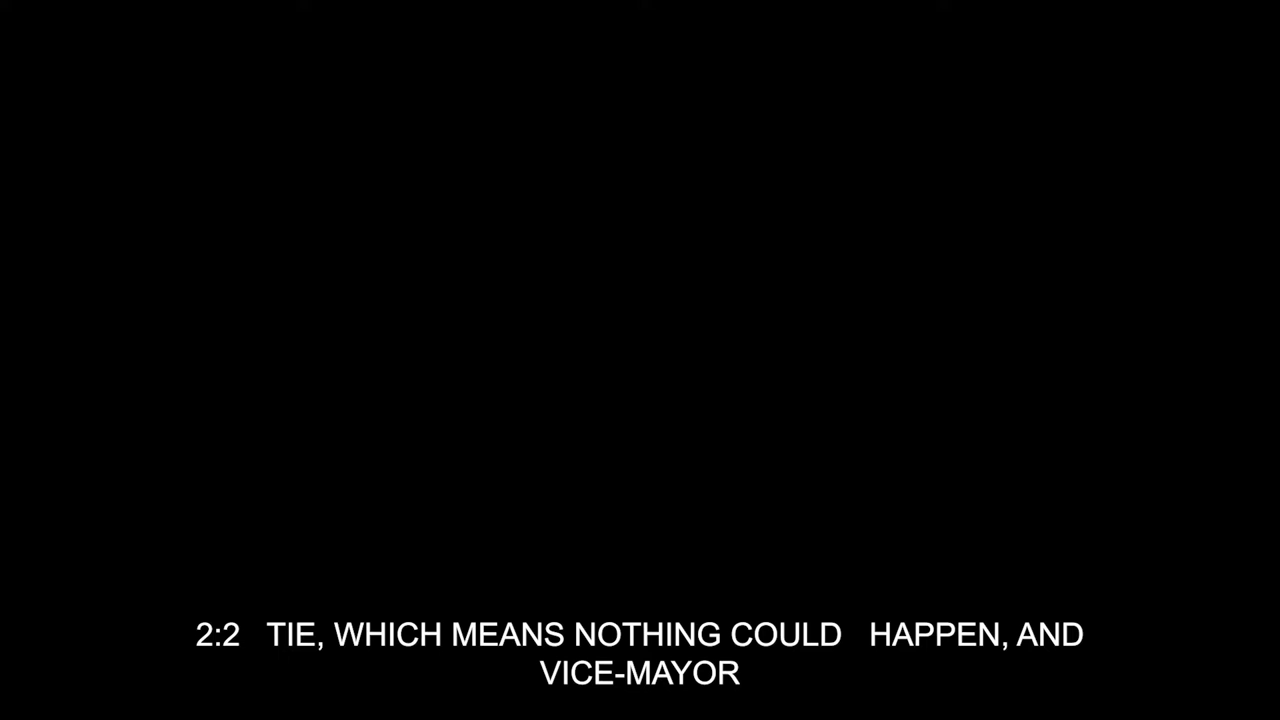 2:2 TIE, WHICH MEANS NOTHING COULD HAPPEN, AND
VICE-MAYOR